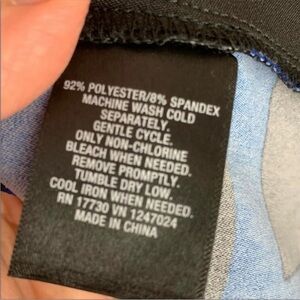 92% POLYESTER/8% SPANDEX
MACHINE WASH COLD
SEPARATELY.
GENTLE CYCLE.
ONLY NON-CHLORINE
BLEACH WHEN NEEDED.
REMOVE PROMPTLY.
TUMBLE DRY LOW.
COOL IRON WHEN NEEDED.
RN 17730 VN 1247024
MADE IN CHINA